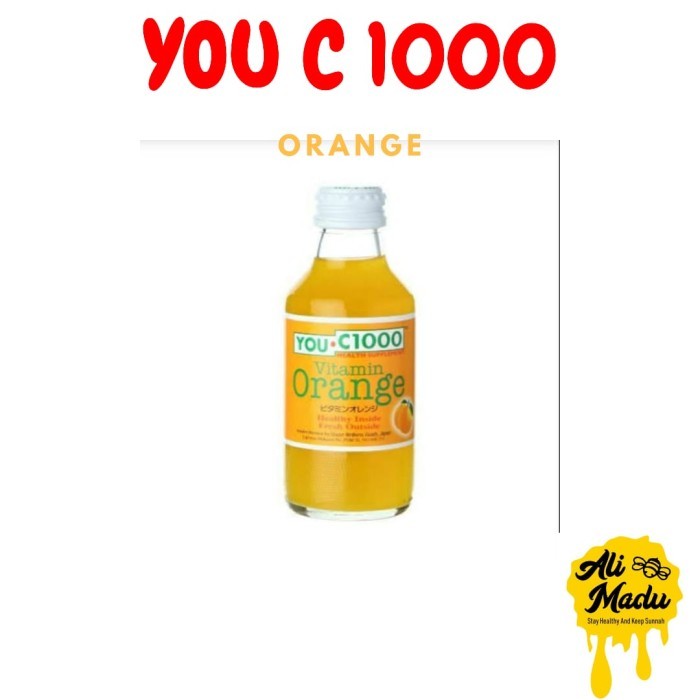 YOU C 1000
ORANGE
YOU•C1000
HEALTH SUPPLEMENT
Vitamin
Orange
ビタミンオレンジ
Healthy Inside
Fresh Outside
Ali
Madu
Stay Healthy And Keep Sunnah